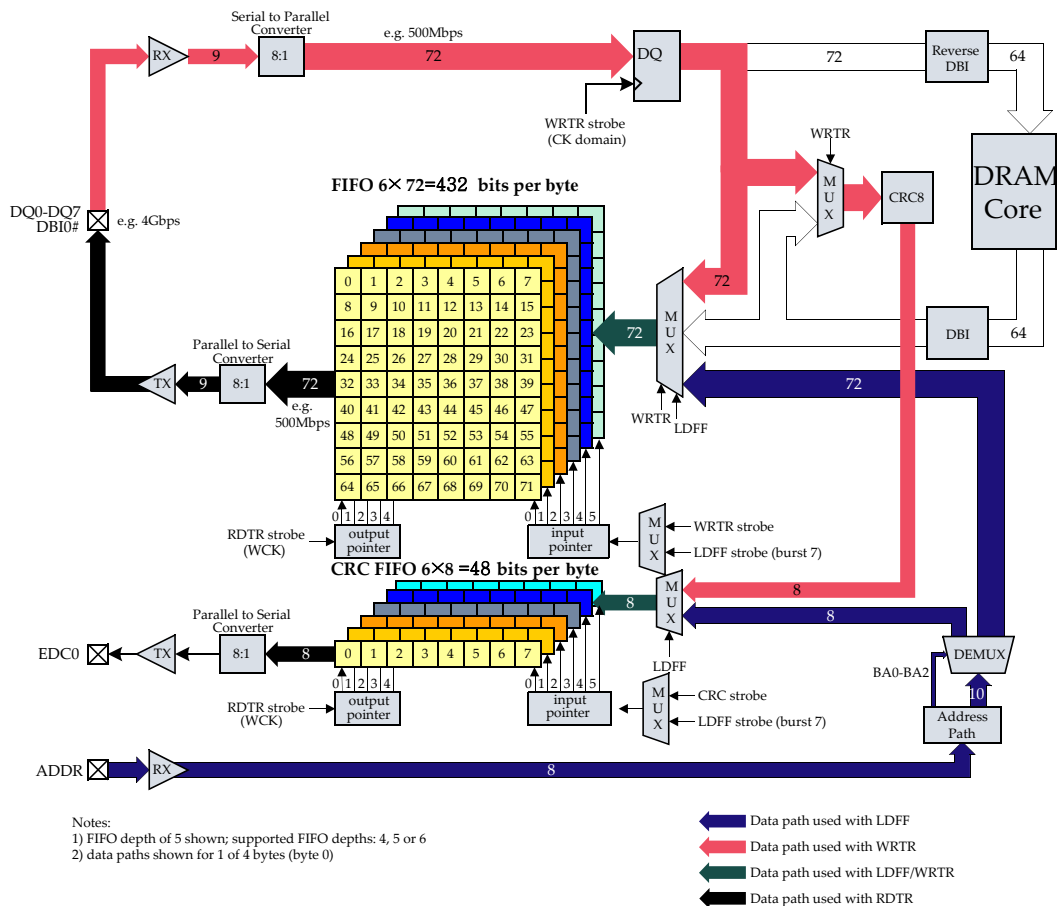 Serial to Parallel
Converter
e.g. 500Mbps
RX
9
8:1
72
DQ
72
Reverse
DBI
64
WRTR strobe
(CK domain)
WRTR
M
U
X
CRC8
DRAM
Core
FIFO 6×72=432 bits per byte
DQ0-DQ7
DBI0#
e.g. 4Gbps
0 1 2 3 4 5 6 7
8 9 10 11 12 13 14 15
16 17 18 19 20 21 22 23
24 25 26 27 28 29 30 31
32 33 34 35 36 37 38 39
40 41 42 43 44 45 46 47
48 49 50 51 52 53 54 55
56 57 58 59 60 61 62 63
64 65 66 67 68 69 70 71
72
M
U
X
72
DBI
64
72
WRTR
LDFF
Parallel to Serial
Converter
TX
9
8:1
72
e.g.
500Mbps
0 1 2 3 4
0 1 2 3 4 5
RDTR strobe
(WCK)
output
pointer
input
pointer
M
U
X
WRTR strobe
LDFF strobe (burst 7)
CRC FIFO 6×8 =48 bits per byte
8
M
U
X
8
8
LDFF
Parallel to Serial
Converter
EDC0
TX
8:1
8
0 1 2 3 4 5 6 7
0 1 2 3 4
0 1 2 3 4 5
RDTR strobe
(WCK)
output
pointer
input
pointer
M
U
X
CRC strobe
LDFF strobe (burst 7)
DEMUX
BA0-BA2
10
Address
Path
ADDR
RX
8
Notes:
1) FIFO depth of 5 shown; supported FIFO depths: 4, 5 or 6
2) data paths shown for 1 of 4 bytes (byte 0)
Data path used with LDFF
Data path used with WRTR
Data path used with LDFF/WRTR
Data path used with RDTR